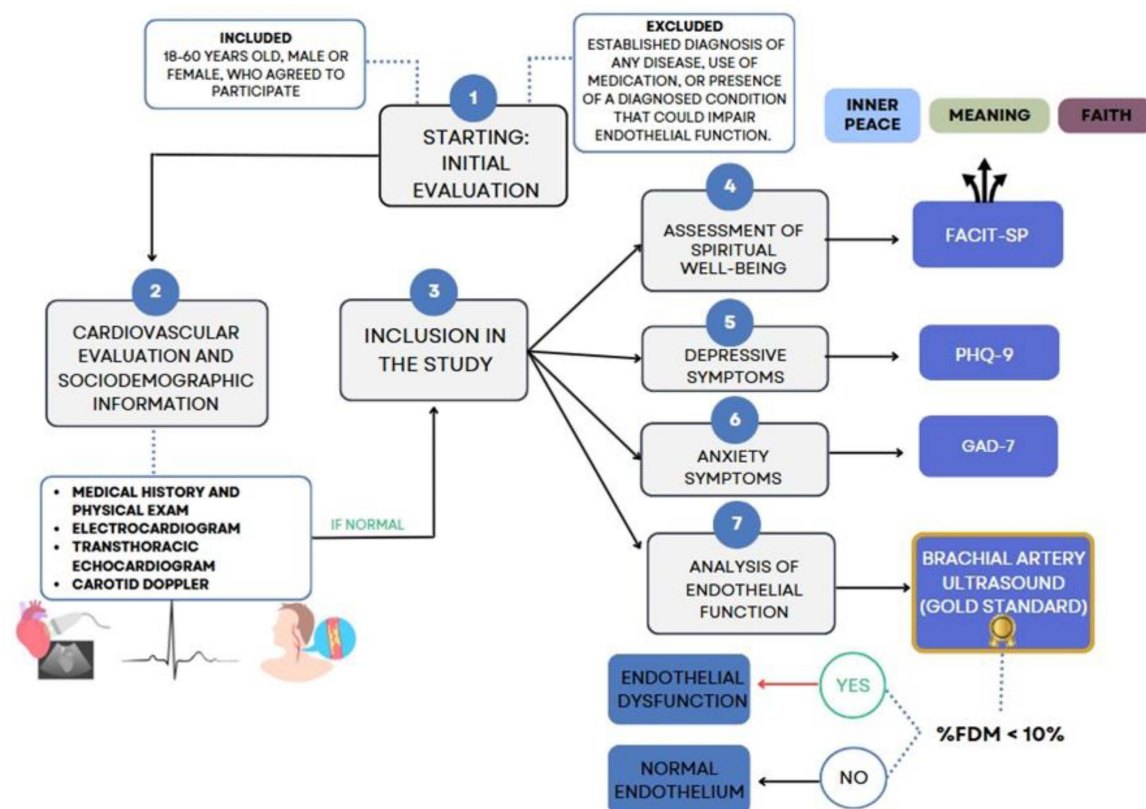 INCLUDED
18-60 YEARS OLD, MALE OR
FEMALE, WHO AGREED TO
PARTICIPATE
EXCLUDED
ESTABLISHED DIAGNOSIS OF
ANY DISEASE, USE OF
MEDICATION, OR PRESENCE
OF A DIAGNOSED CONDITION
THAT COULD IMPAIR
ENDOTHELIAL FUNCTION.
1
STARTING:
INITIAL
EVALUATION
INNER
PEACE
MEANING
FAITH
2
CARDIOVASCULAR
EVALUATION AND
SOCIODEMOGRAPHIC
INFORMATION
• MEDICAL HISTORY AND
PHYSICAL EXAM
• ELECTROCARDIOGRAM
• TRANSTHORACIC
ECHOCARDIOGRAM
• CAROTID DOPPLER
IF NORMAL
3
INCLUSION IN
THE STUDY
4
ASSESSMENT OF
SPIRITUAL
WELL-BEING
FACIT-SP
5
DEPRESSIVE
SYMPTOMS
PHQ-9
6
ANXIETY
SYMPTOMS
GAD-7
7
ANALYSIS OF
ENDOTHELIAL
FUNCTION
BRACHIAL ARTERY
ULTRASOUND
(GOLD STANDARD)
%FDM < 10%
YES
ENDOTHELIAL
DYSFUNCTION
NO
NORMAL
ENDOTHELIUM